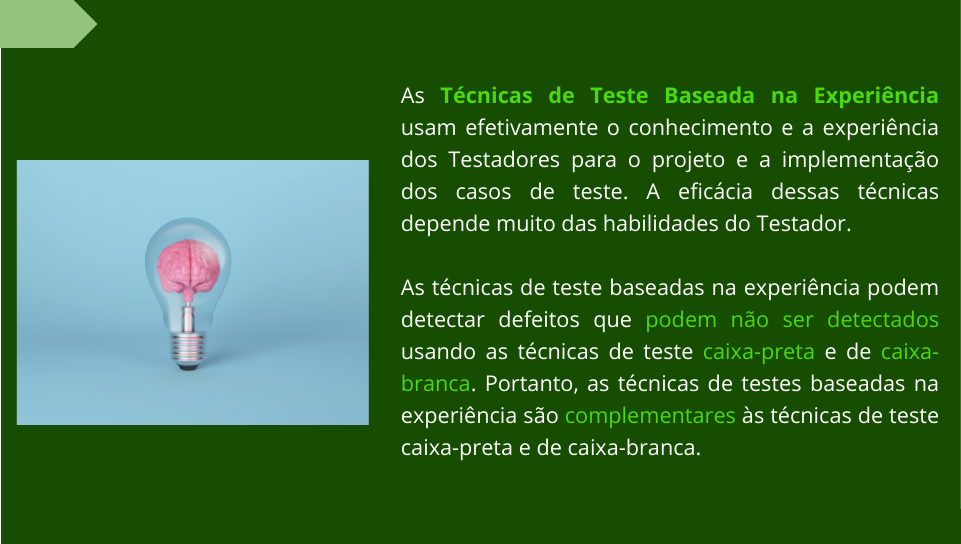 As Técnicas de Teste Baseada na Experiência
usam efetivamente o conhecimento e a experiência
dos Testadores para o projeto e a implementação
dos casos de teste. A eficácia dessas técnicas
depende muito das habilidades do Testador.
As técnicas de teste baseadas na experiência podem
detectar defeitos que podem não ser detectados
usando as técnicas de teste caixa-preta e de caixa-
branca. Portanto, as técnicas de testes baseadas na
experiência são complementares às técnicas de teste
caixa-preta e de caixa-branca.